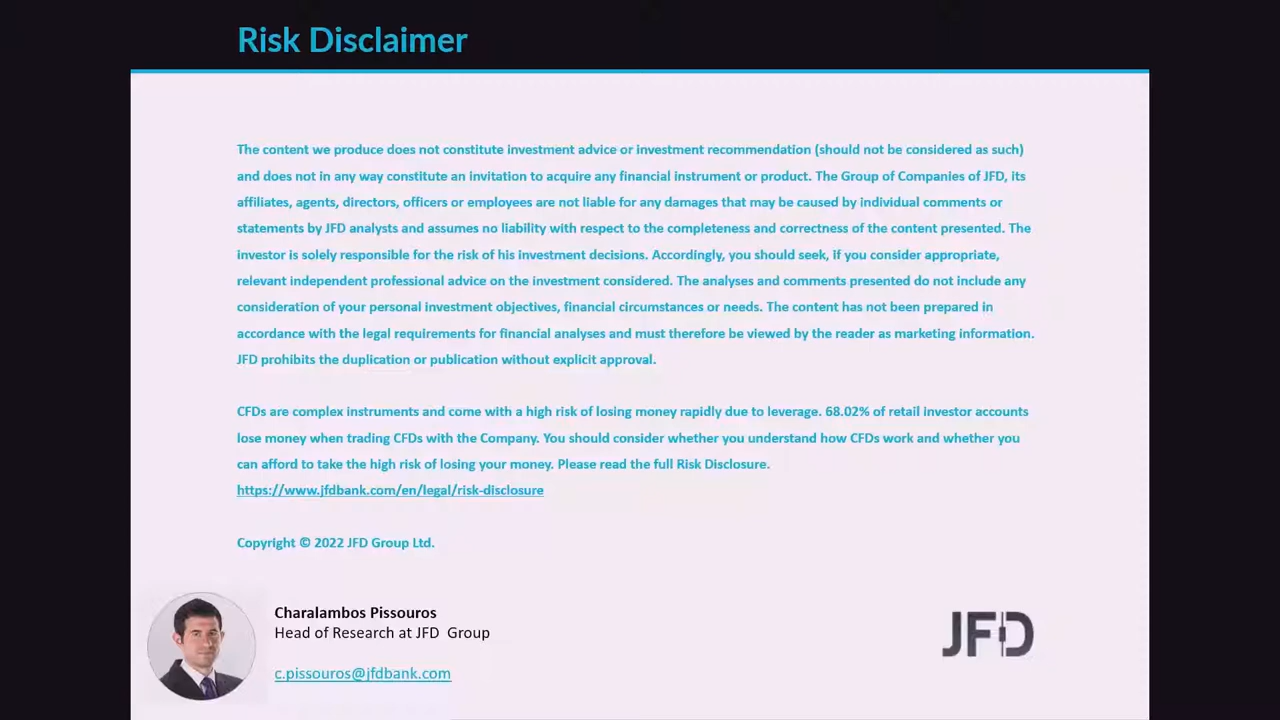 Risk Disclaimer
The content we produce does not constitute investment advice or investment recommendation (should not be considered as such)
and does not in any way constitute an invitation to acquire any financial instrument or product. The Group of Companies of JFD, its
affiliates, agents, directors, officers or employees are not liable for any damages that may be caused by individual comments or
statements by JFD analysts and assumes no liability with respect to the completeness and correctness of the content presented. The
investor is solely responsible for the risk of his investment decisions. Accordingly, you should seek, if you consider appropriate,
relevant independent professional advice on the investment considered. The analyses and comments presented do not include any
consideration of your personal investment objectives, financial circumstances or needs. The content has not been prepared in
accordance with the legal requirements for financial analyses and must therefore be viewed by the reader as marketing information.
JFD prohibits the duplication or publication without explicit approval.
CFDs are complex instruments and come with a high risk of losing money rapidly due to leverage. 68.02% of retail investor accounts
lose money when trading CFDs with the Company. You should consider whether you understand how CFDs work and whether you
can afford to take the high risk of losing your money. Please read the full Risk Disclosure.
https://www.jfdbank.com/en/legal/risk-disclosure
Copyright © 2022 JFD Group Ltd.
Charalambos Pissouros
Head of Research at JFD Group
c.pissouros@jfdbank.com
JFD